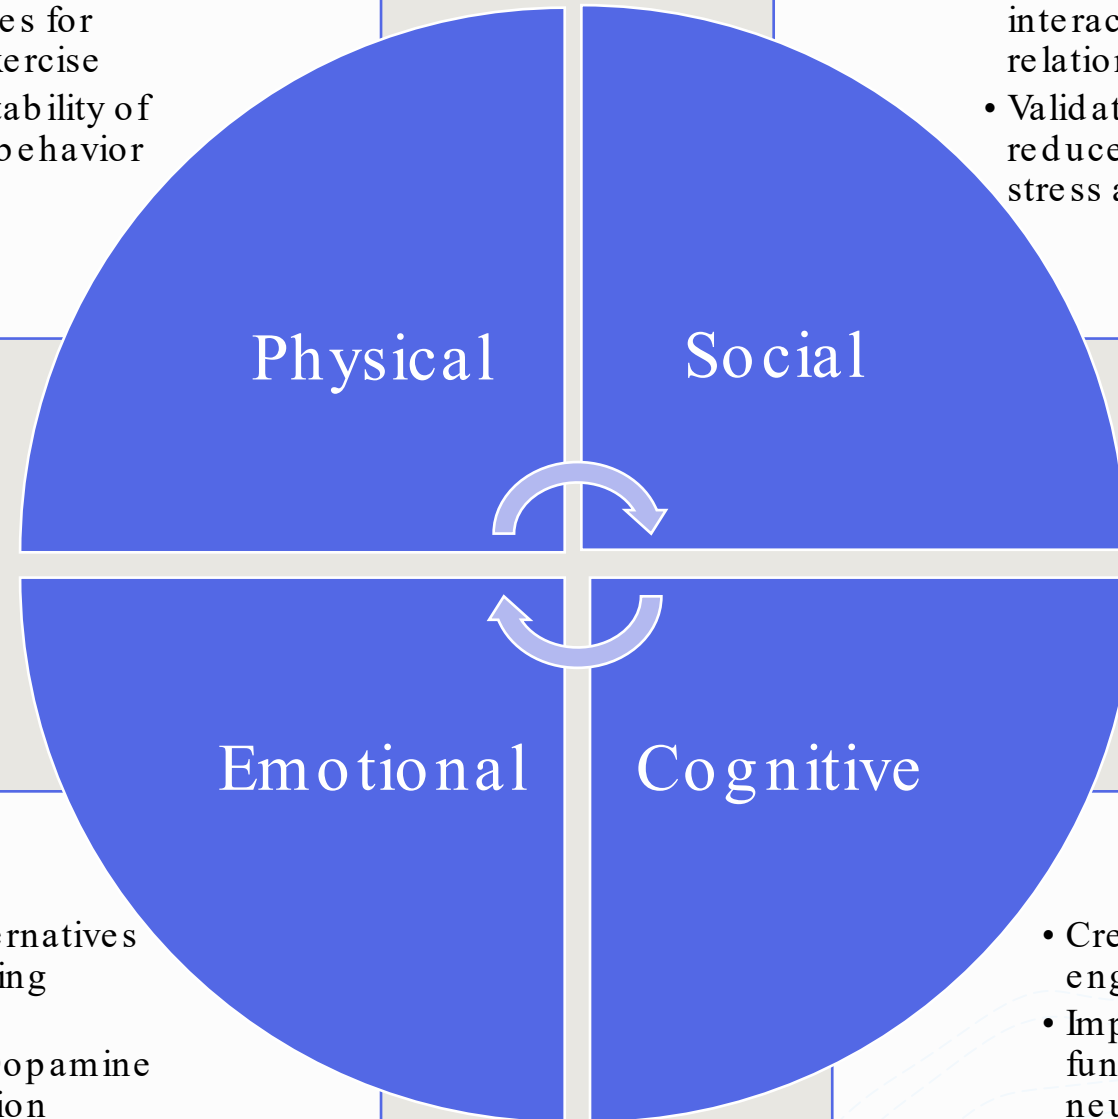 es for
ercise
ability of
behavior
interac
relation
• Validat
reduce
stress a
Physical
Social
Emotional
Cognitive
ernatives
ing
opamine
ion
• Cre
eng
• Imp
fun
neu